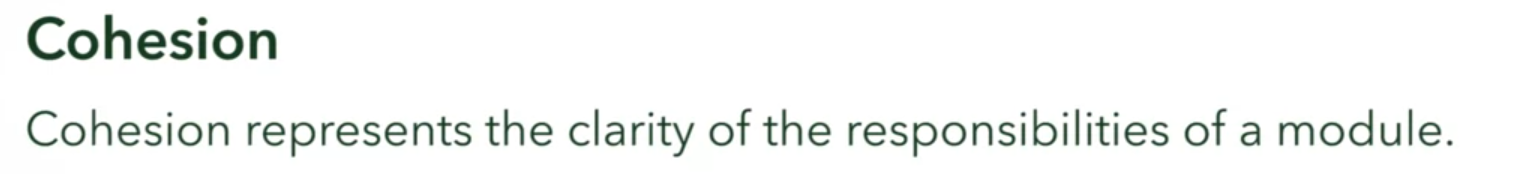 Cohesion
Cohesion represents the clarity of the responsibilities of a module.